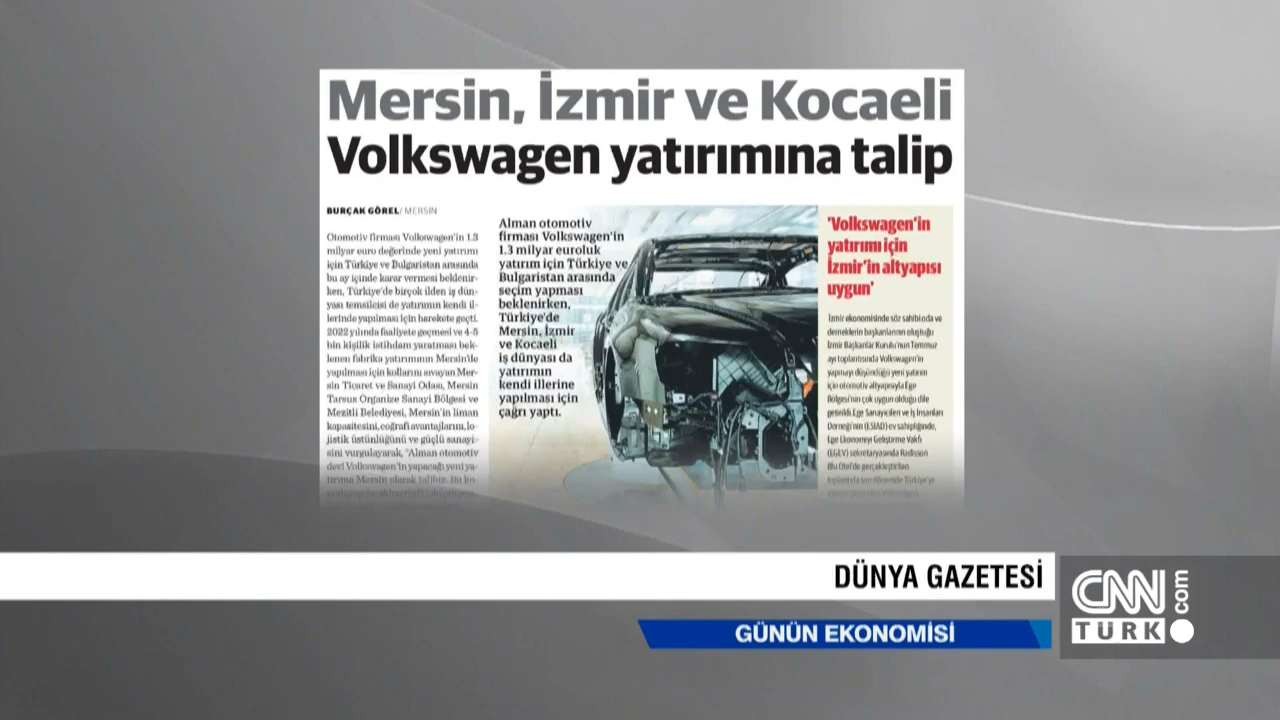 Mersin, İzmir ve Kocaeli
Volkswagen yatırımına talip
BURÇAK GÖREL/ MERSIN
Otomotiv firması Volkswagen'in 1.3
milyar euro değerinde yeni yatırımı
için Türkiye ve Bulgaristan arasında
bu ay içinde karar vermesi beklenir-
ken, Türkiye'de birçok ilden iş dün-
yası temsilcisi de yatırımın kendi il-
lerinde yapılması için harekete geçti.
2022 yılında faaliyete geçmesi ve 4-5
bin kişilik istihdam yaratması bek-
lenen fabrika yatırımının Mersin'de
yapılması için kollarını sıvayan Mer-
sin Ticaret ve Sanayi Odası, Mersin
Tarsus Organize Sanayi Bölgesi ve
Mezitli Belediyesi, Mersin'in liman
kapasitesini, coğrafi avantajlarını, lo-
jistik üstünlüğünü ve güçlü sanayi-
sini vurgulayarak, "Alman otomotiv
devi Volkswagen'in yapacağı yeni ya-
tırıma Mersin olarak talibiz. Bu ko-
Alman otomotiv
firması Volkswagen'in
1.3 milyar euroluk
yatırım için Türkiye ve
Bulgaristan arasında
seçim yapması
beklenirken,
Türkiye'de
Mersin, İzmir
ve Kocaeli
iş dünyası da
yatırımın
kendi illerine
yapılması için
çağrı yaptı.
'Volkswagen'in
yatırımı için
İzmir'in altyapısı
uygun'
İzmir ekonomisinde söz sahibi oda ve
derneklerin başkanlarının oluştuğu
İzmir Başkanlar Kurulu'nun Temmuz
ayı toplantısında Volkswagen'in
yapmayı düşündüğü yeni yatırım
için otomotiv altyapısıyla Ege
Bölgesi'nin çok uygun olduğu dile
getirildi. Ege Sanayicileri ve İş İnsanları
Derneği'nin (ESİAD) ev sahipliğinde,
Ege Ekonomiyi Geliştirme Vakfı
(EGEV) sekretaryasında Radisson
Blu Otel'de gerçekleştirilen
toplantıda son dönemde Türkiye'ye
DÜNYA GAZETESİ
GÜNÜN EKONOMİSİ
CNN
TÜRK
.com